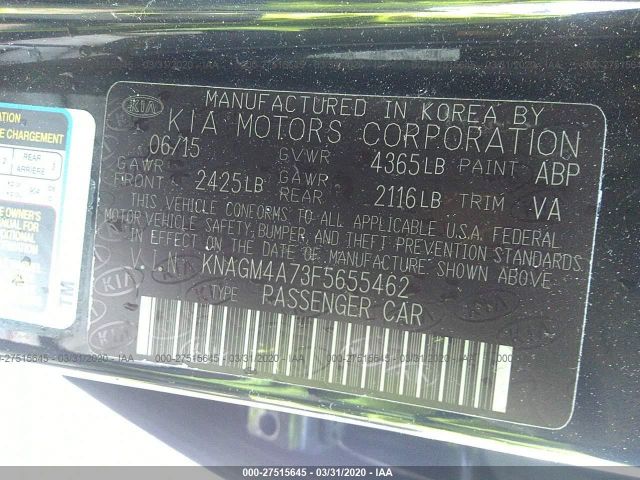 MANUFACTURED IN KOREA BY
KIA
KIA MOTORS CORPORATION
06/15 GVWR 4365LB PAINT ABP
GAWR FRONT 2425LB GAWR REAR 2116LB TRIM VA
THIS VEHICLE CONFORMS TO ALL APPLICABLE U.S.A. FEDERAL
MOTOR VEHICLE SAFETY, BUMPER, AND THEFT PREVENTION STANDARDS
IN EFFECT ON THE DATE OF MANUFACTURE SHOWN ABOVE.
V.I.N KNAGM4A73F5655462
TYPE: PASSENGER CAR
CHARGEMENT
REAR
ARRIERE
OWNER'S
MANUAL FOR
000-27515645 - 03/31/2020 - IAA